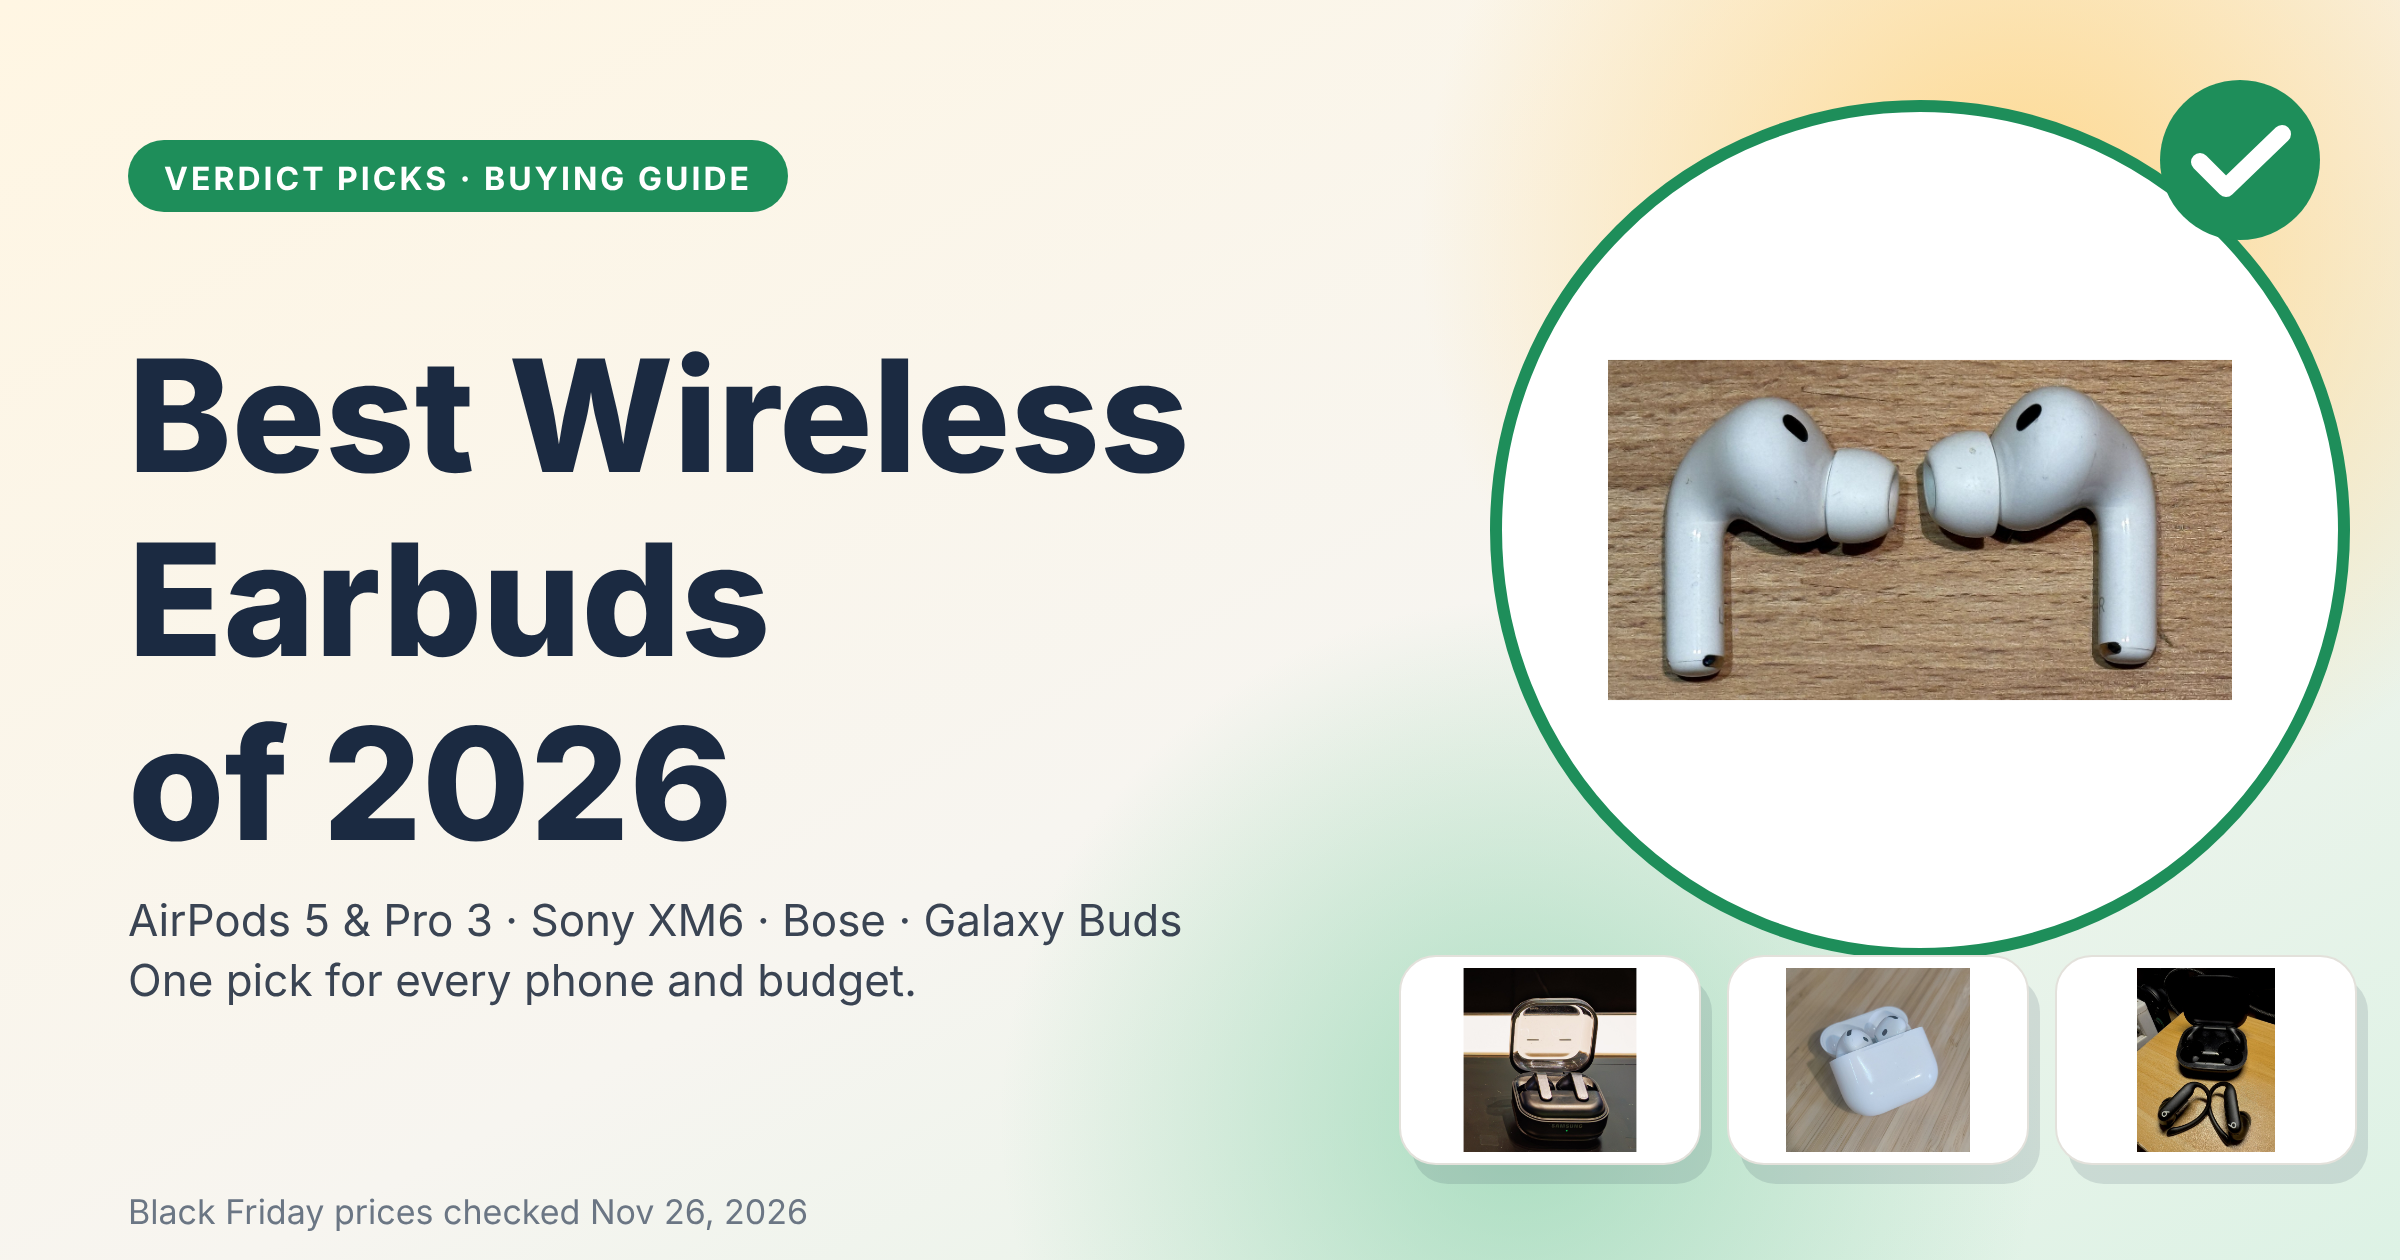 VERDICT PICKS · BUYING GUIDE
Best Wireless
Earbuds
of 2026
AirPods 5 & Pro 3 · Sony XM6 · Bose · Galaxy Buds
One pick for every phone and budget.
Black Friday prices checked Nov 26, 2026
L
R
SAMSUNG